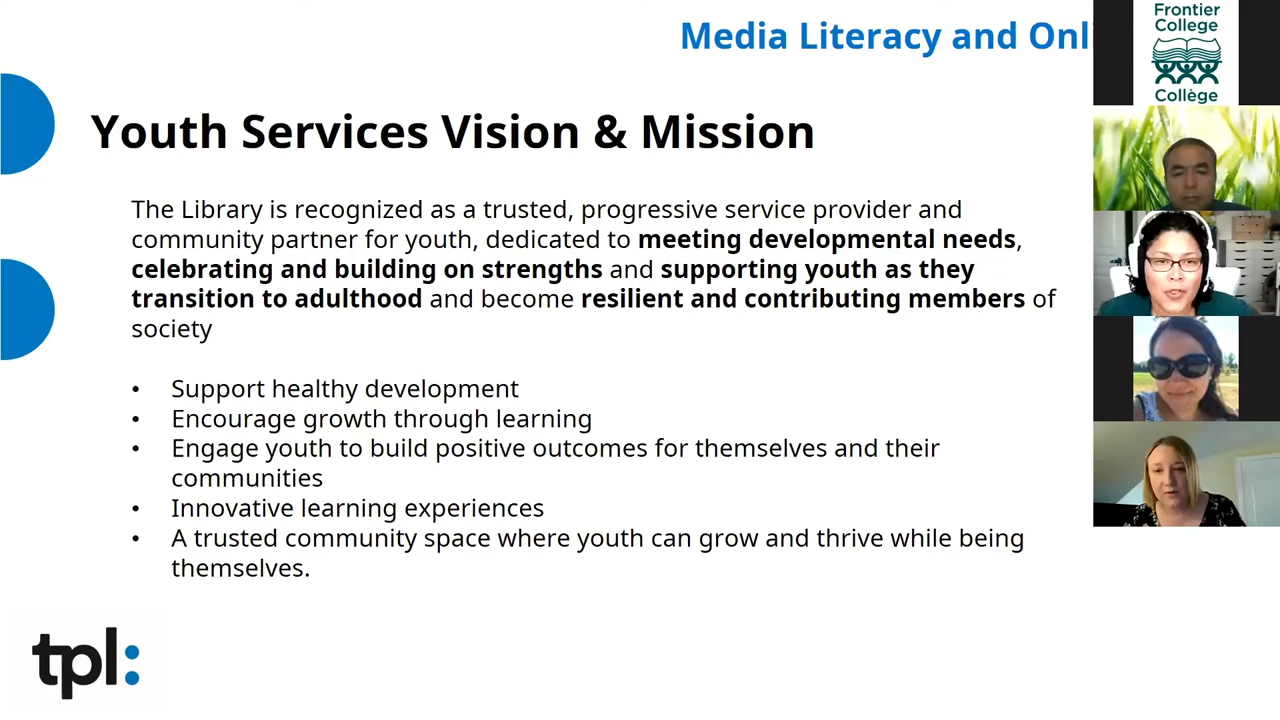 Media Literacy and Onl
Frontier
College
Collège
Youth Services Vision & Mission
The Library is recognized as a trusted, progressive service provider and
community partner for youth, dedicated to meeting developmental needs,
celebrating and building on strengths and supporting youth as they
transition to adulthood and become resilient and contributing members of
society
• Support healthy development
• Encourage growth through learning
• Engage youth to build positive outcomes for themselves and their
communities
• Innovative learning experiences
• A trusted community space where youth can grow and thrive while being
themselves.
tpl: